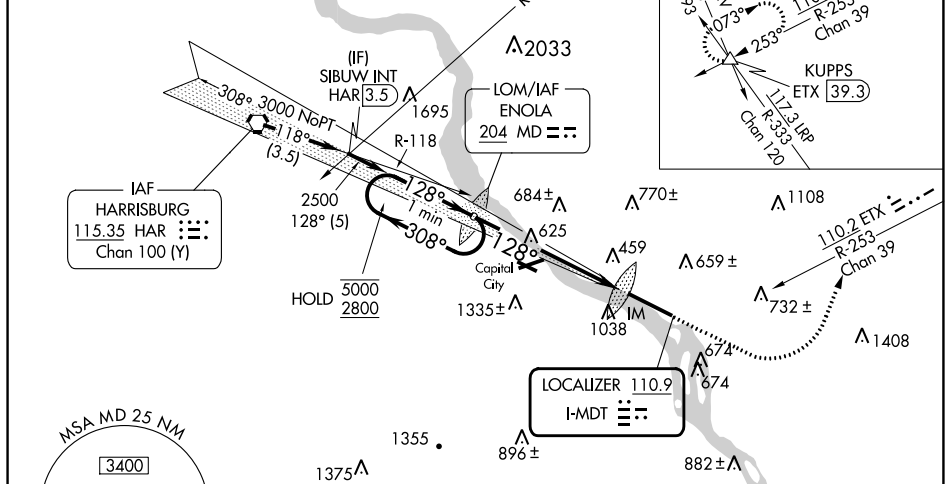 (IF)
SIBUW INT
HAR 3.5
2033
1695
LOM/IAF
ENOLA
204 MD
308° 3000 NoPT
118°
(3.5)
R-118
2500
128° (5)
IAF
HARRISBURG
115.35 HAR
Chan 100 (Y)
128°
1 min
308°
128°
HOLD 5000
2800
Capital
City
1335±
684±
625
770±
1108
459
659±
732±
1408
1038
IM
674
674
110.2 ETX
R-253
Chan 39
073°
253°
R-253
Chan 39
KUPPS
ETX 39.3
117.3 LRP
R-333
Chan 120
LOCALIZER 110.9
I-MDT
MSA MD 25 NM
3400
1355
1375
896±
882±